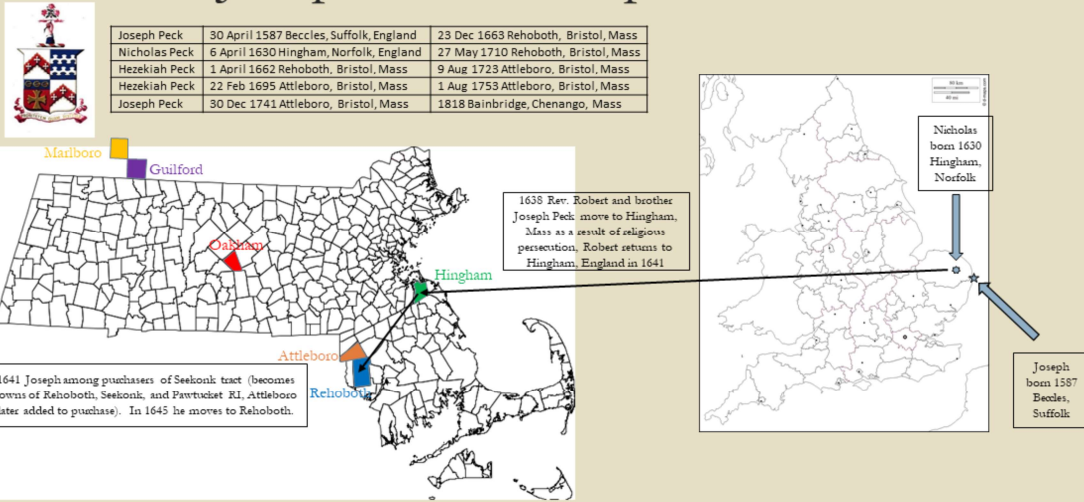 Joseph Peck 30 April 1587 Beccles, Suffolk, England 23 Dec 1663 Rehoboth, Bristol, Mass
Nicholas Peck 6 April 1630 Hingham, Norfolk, England 27 May 1710 Rehoboth, Bristol, Mass
Hezekiah Peck 1 April 1662 Rehoboth, Bristol, Mass 9 Aug 1723 Attleboro, Bristol, Mass
Hezekiah Peck 22 Feb 1695 Attleboro, Bristol, Mass 1 Aug 1753 Attleboro, Bristol, Mass
Joseph Peck 30 Dec 1741 Attleboro, Bristol, Mass 1818 Bainbridge, Chenango, Mass
Marlboro
Guilford
Oakham
Hingham
Attleboro
Rehoboth
1638 Rev. Robert and brother
Joseph Peck move to Hingham,
Mass as a result of religious
persecution, Robert returns to
Hingham, England in 1641
1641 Joseph among purchasers of Seekonk tract (becomes
towns of Rehoboth, Seekonk, and Pawtucket RI, Attleboro
later added to purchase). In 1645 he moves to Rehoboth.
Nicholas
born 1630
Hingham,
Norfolk
Joseph
born 1587
Beccles,
Suffolk